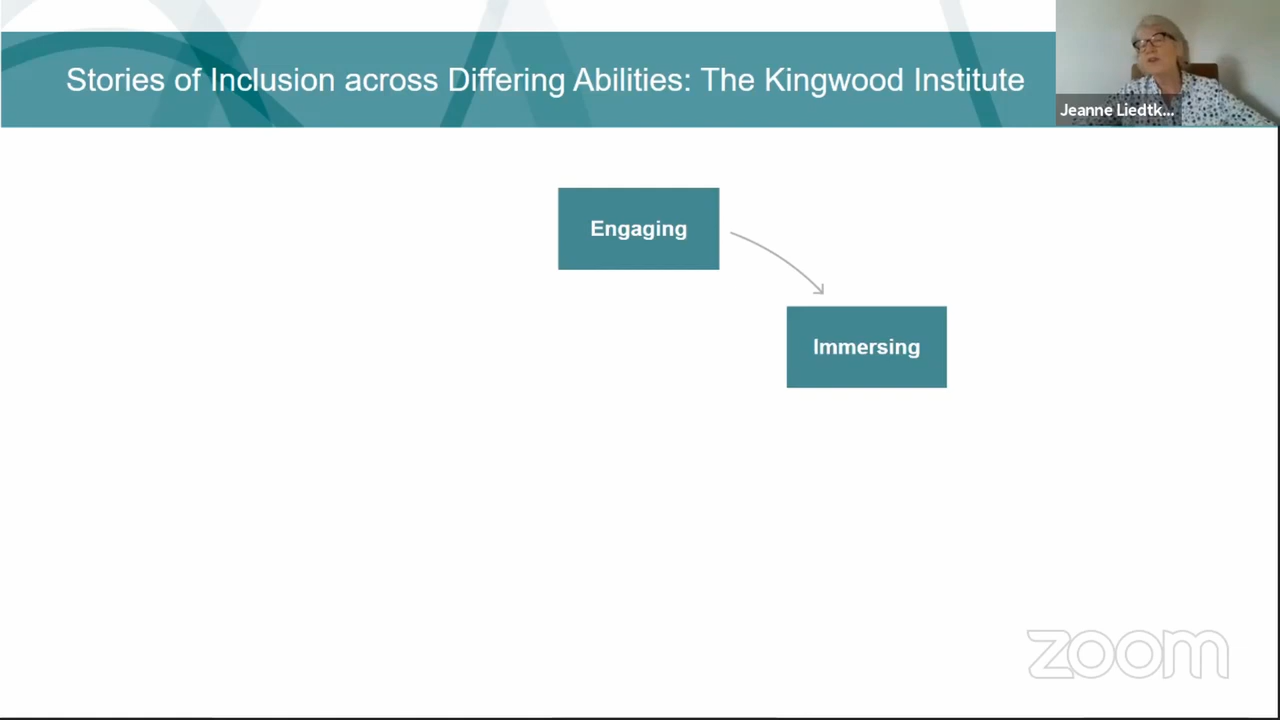 Stories of Inclusion across Differing Abilities: The Kingwood Institute
Jeanne Liedtk...
Engaging
Immersing
zoom